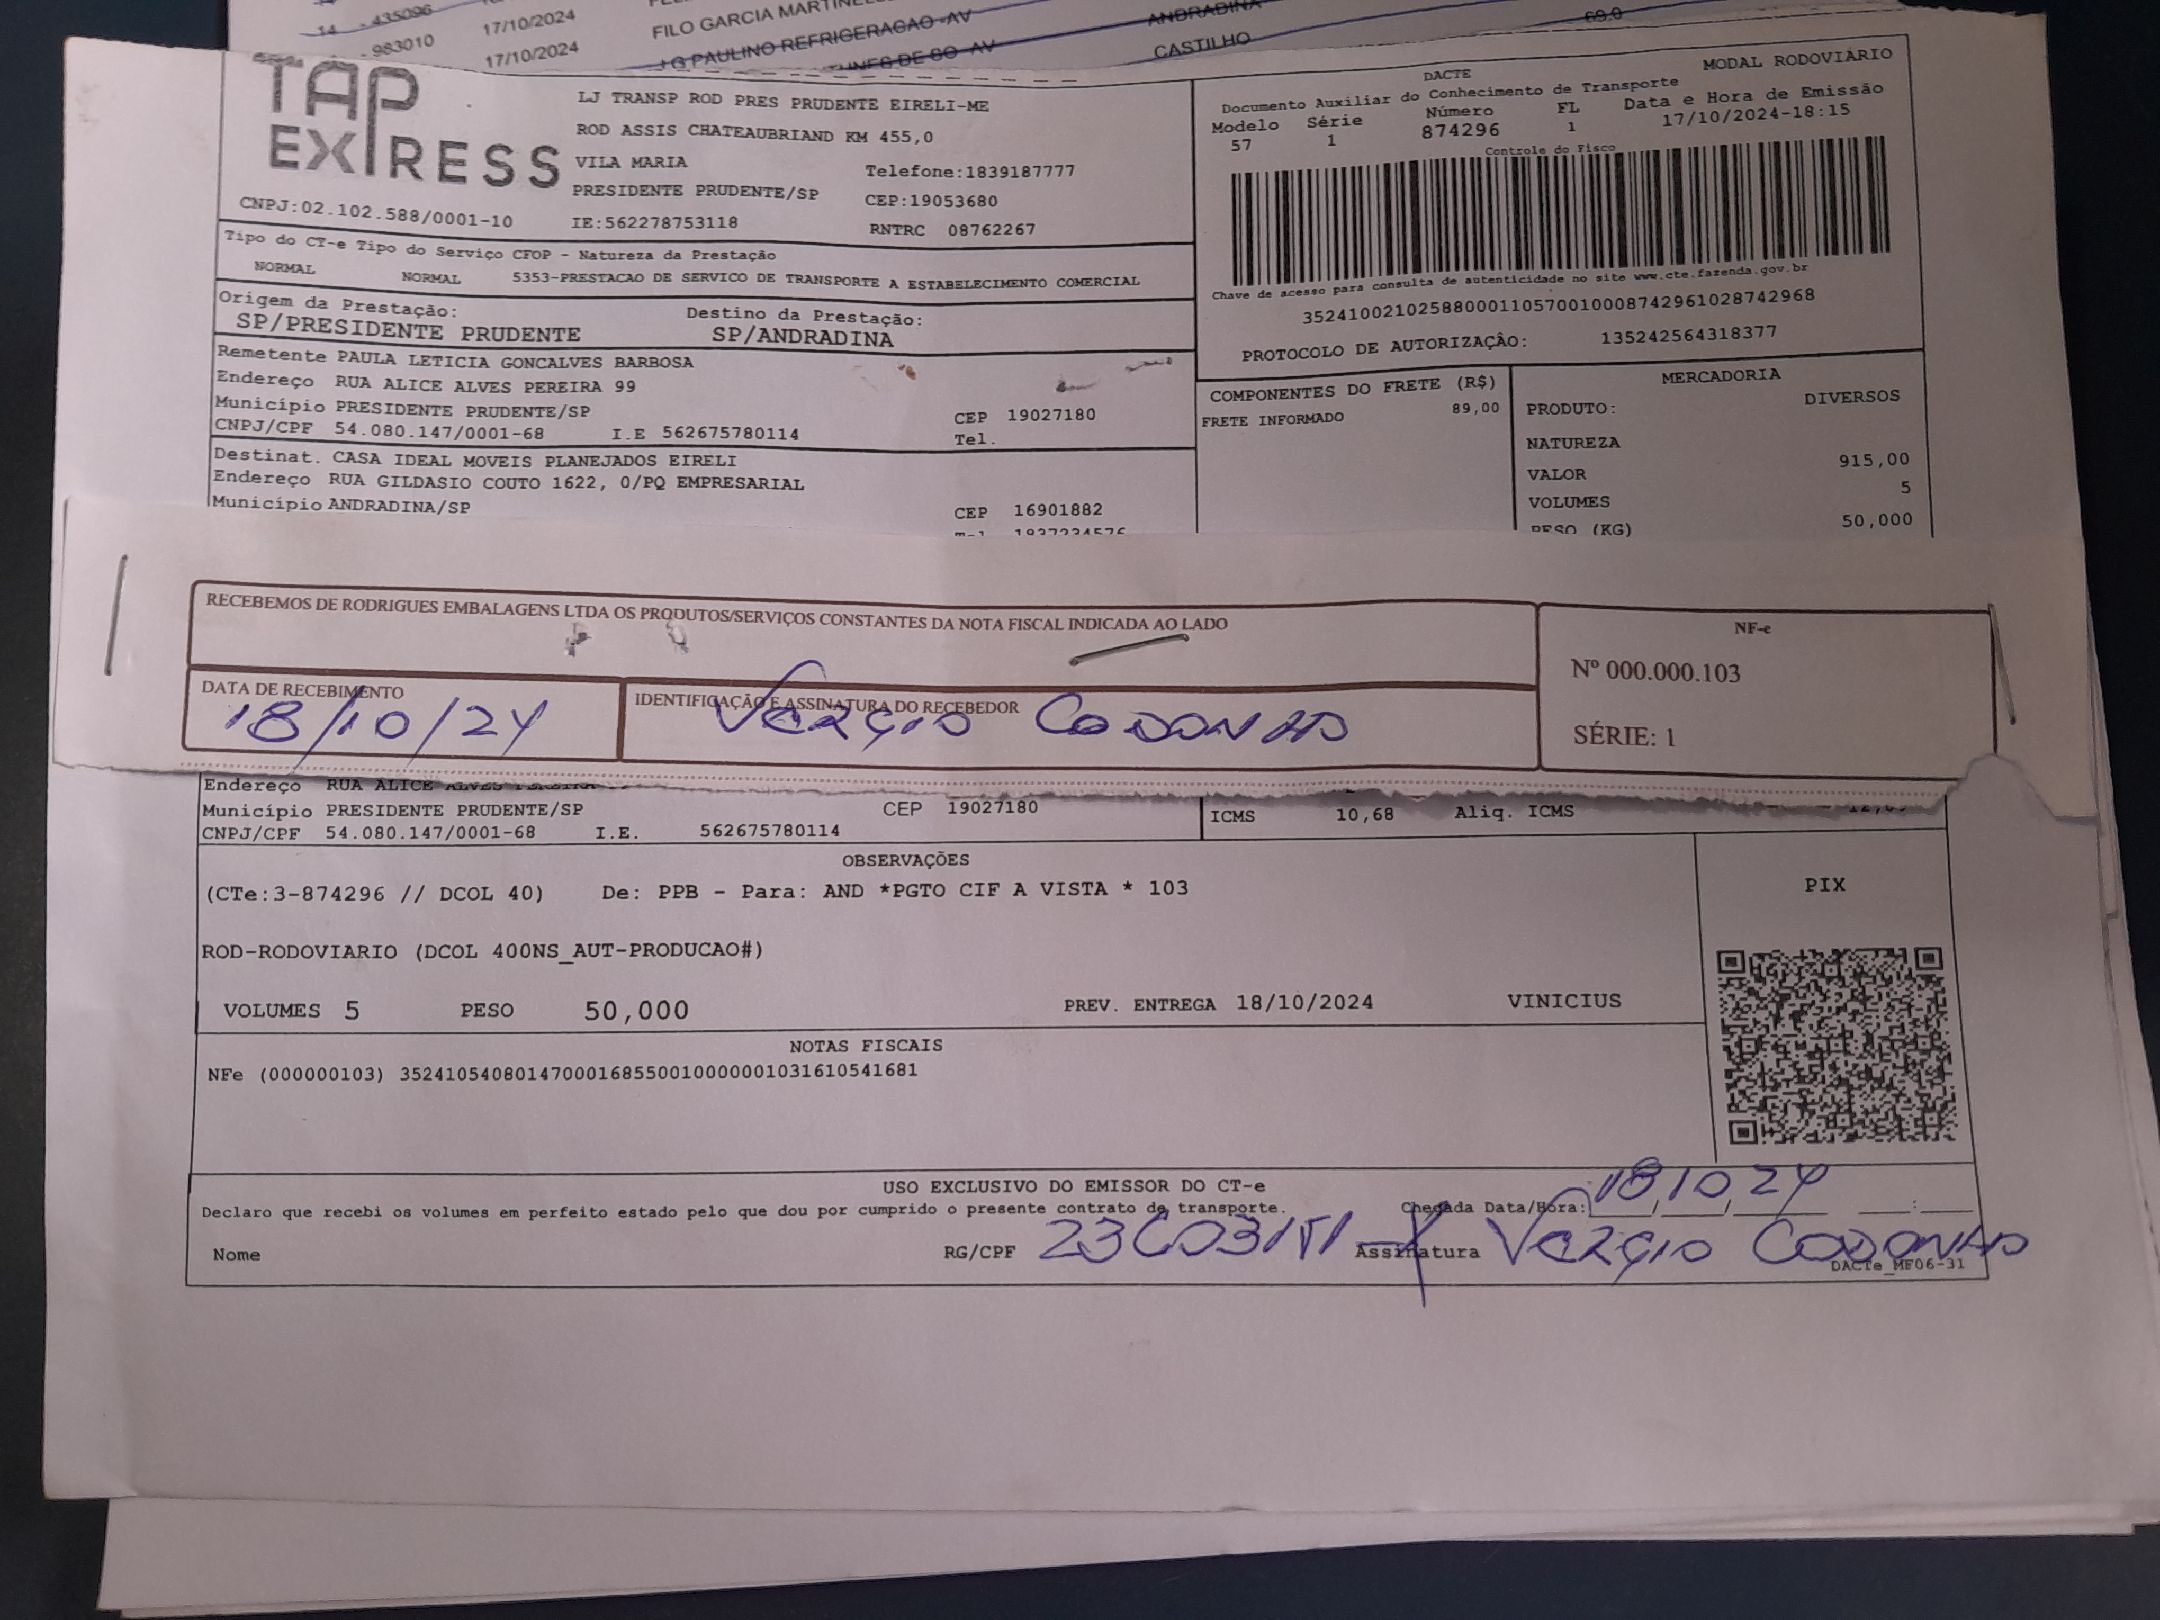 14 - 435096 17/10/2024 FILO GARCIA
- 983010 17/10/2024 J G PAULINO REFRIGERACAO -AV ANDRADINA 69.0
DE SO -AV CASTILHO
TAP EXPRESS
CNPJ:02.102.588/0001-10
LJ TRANSP ROD PRES PRUDENTE EIRELI-ME
ROD ASSIS CHATEAUBRIAND KM 455,0
VILA MARIA Telefone:1839187777
PRESIDENTE PRUDENTE/SP CEP:19053680
IE:562278753118 RNTRC 08762267
DACTE MODAL RODOVIÁRIO
Documento Auxiliar do Conhecimento de Transporte
Modelo Série Número FL Data e Hora de Emissão
57 1 874296 1 17/10/2024-18:15
Controle do Fisco
Chave de acesso para consulta de autenticidade no site www.cte.fazenda.gov.br
35241002102588000110570010008742961028742968
PROTOCOLO DE AUTORIZAÇÂO: 135242564318377
Tipo do CT-e Tipo do Serviço CFOP - Natureza da Prestação
NORMAL NORMAL 5353-PRESTACAO DE SERVICO DE TRANSPORTE A ESTABELECIMENTO COMERCIAL
Origem da Prestação: Destino da Prestação:
SP/PRESIDENTE PRUDENTE SP/ANDRADINA
Remetente PAULA LETICIA GONCALVES BARBOSA
Endereço RUA ALICE ALVES PEREIRA 99
Município PRESIDENTE PRUDENTE/SP CEP 19027180
CNPJ/CPF 54.080.147/0001-68 I.E 562675780114 Tel.
Destinat. CASA IDEAL MOVEIS PLANEJADOS EIRELI
Endereço RUA GILDASIO COUTO 1622, 0/PQ EMPRESARIAL
Município ANDRADINA/SP CEP 16901882
Tel 1837234576
COMPONENTES DO FRETE (R$)
FRETE INFORMADO 89,00
MERCADORIA
PRODUTO: DIVERSOS
NATUREZA
VALOR 915,00
VOLUMES 5
PESO (KG) 50,000
RECEBEMOS DE RODRIGUES EMBALAGENS LTDA OS PRODUTOS/SERVIÇOS CONSTANTES DA NOTA FISCAL INDICADA AO LADO
DATA DE RECEBIMENTO
18/10/24
IDENTIFICAÇÃO E ASSINATURA DO RECEBEDOR
NF-e
Nº 000.000.103
SÉRIE: 1
Endereço RUA ALICE ALVES PEREIRA
Município PRESIDENTE PRUDENTE/SP CEP 19027180
CNPJ/CPF 54.080.147/0001-68 I.E. 562675780114
ICMS 10,68 Aliq. ICMS
OBSERVAÇÕES
(CTe:3-874296 // DCOL 40) De: PPB - Para: AND *PGTO CIF A VISTA * 103
ROD-RODOVIARIO (DCOL 400NS_AUT-PRODUCAO#)
VOLUMES 5 PESO 50,000 PREV. ENTREGA 18/10/2024 VINICIUS
PIX
NOTAS FISCAIS
NFe (000000103) 35241054080147000168550010000001031610541681
USO EXCLUSIVO DO EMISSOR DO CT-e
Declaro que recebi os volumes em perfeito estado pelo que dou por cumprido o presente contrato de transporte. Chegada Data/Hora: 18/10/24 :
Nome RG/CPF Assinatura
DACTe_MF06-31